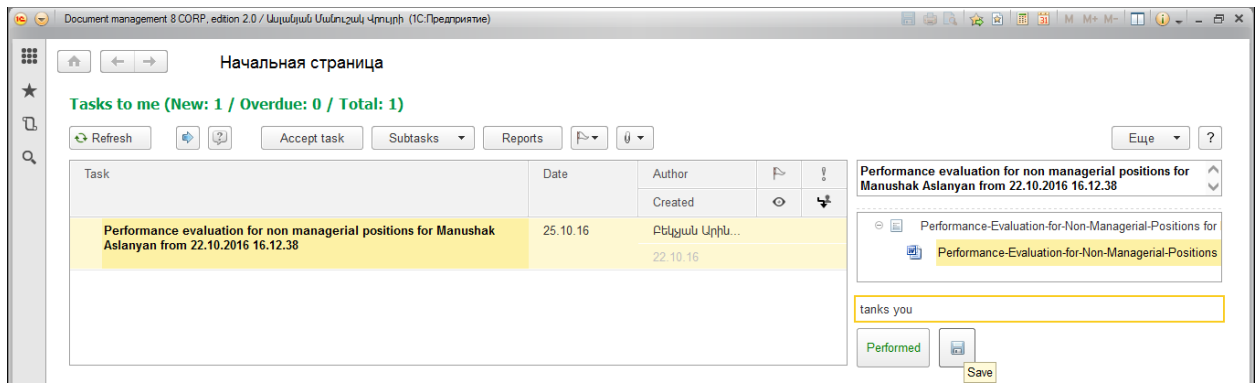 Document management 8 CORP, edition 2.0 / Ասլանյան Մանուշակ Վրույրի (1С:Предприятие)
M M+ M-
Начальная страница
Tasks to me (New: 1 / Overdue: 0 / Total: 1)
Refresh Accept task Subtasks Reports Еще ?
Task Date Author
Created
Performance evaluation for non managerial positions for Manushak
Aslanyan from 22.10.2016 16.12.38
25.10.16 Բեկչյան Արին...
22.10.16
Performance evaluation for non managerial positions for
Manushak Aslanyan from 22.10.2016 16.12.38
Performance-Evaluation-for-Non-Managerial-Positions for
Performance-Evaluation-for-Non-Managerial-Positions
tanks you
Performed
Save